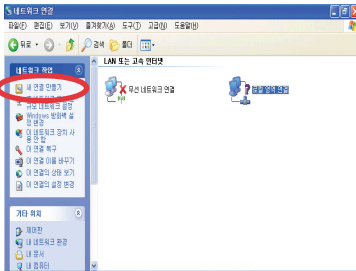 네트워크 연결
파일(F) 편집(E) 보기(V) 즐겨찾기(A) 도구(T) 고급(N) 도움말(H)
뒤로 검색 폴더
네트워크 작업
새 연결 만들기
Windows 방화벽 설정 변경
이 네트워크 장치 사용 안 함
이 연결 복구
이 연결 이름 바꾸기
이 연결의 상태 보기
이 연결의 설정 변경
기타 위치
제어판
내 네트워크 환경
내 문서
내 컴퓨터
LAN 또는 고속 인터넷
무선 네트워크 연결
로컬 영역 연결